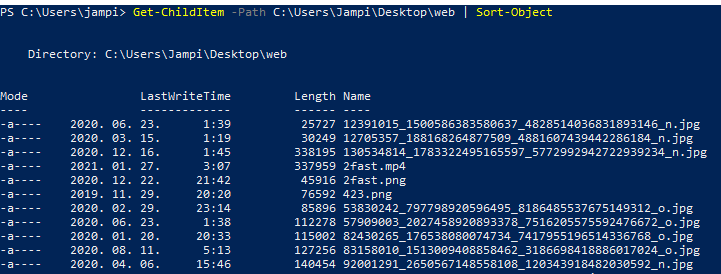 PS C:\Users\jampi> Get-ChildItem -Path C:\Users\Jampi\Desktop\web | Sort-Object
Directory: C:\Users\Jampi\Desktop\web
Mode LastWriteTime Length Name
---- ------------- ------ ----
-a---- 2020. 06. 23. 1:39 25727 12391015_1500586383580637_4828514036831893146_n.jpg
-a---- 2020. 03. 15. 1:19 30249 12705357_188168264877509_4881607439442286184_n.jpg
-a---- 2020. 12. 16. 1:45 338195 130534814_1783322495165597_5772992942722939234_n.jpg
-a---- 2021. 01. 27. 3:07 337959 2fast.mp4
-a---- 2020. 12. 22. 21:42 45916 2fast.png
-a---- 2019. 11. 29. 20:20 76592 423.png
-a---- 2020. 02. 29. 23:14 85896 53830242_797798920596495_8186485537675149312_o.jpg
-a---- 2020. 06. 23. 1:38 112278 57909003_2027458920893378_7516205575592476672_o.jpg
-a---- 2020. 01. 20. 20:33 115002 82430265_176538080074734_7417955196514336768_o.jpg
-a---- 2020. 08. 11. 5:13 127256 83158010_1513009408858462_3186698418886017024_o.jpg
-a---- 2020. 04. 06. 15:46 140454 92001291_2650567148558108_1203439184820305​92_n.jpg